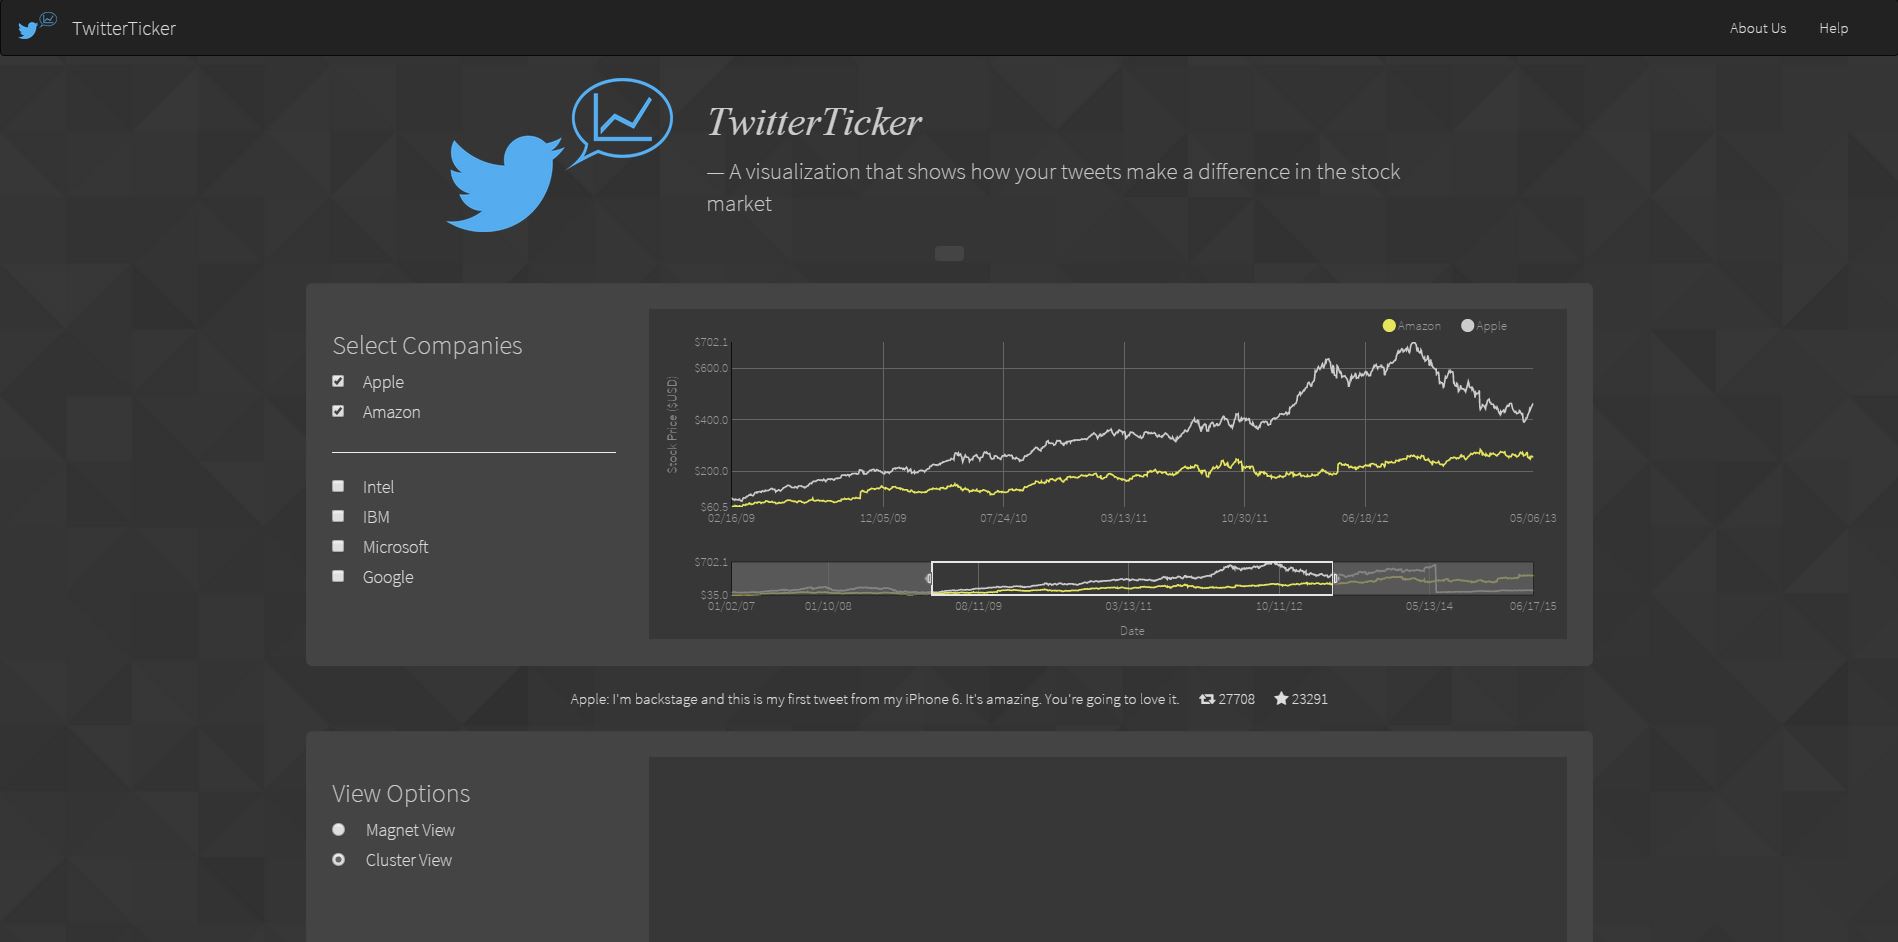 TwitterTicker
About Us
Help
TwitterTicker
— A visualization that shows how your tweets make a difference in the stock
market
Select Companies
Apple
Amazon
Intel
IBM
Microsoft
Google
Amazon
Apple
Stock Price ($USD)
$702.1
$600.0
$400.0
$200.0
$60.5
02/16/09
12/05/09
07/24/10
03/13/11
10/30/11
06/18/12
05/06/13
$702.1
$35.0
01/02/07
01/10/08
08/11/09
03/13/11
10/11/12
05/13/14
06/17/15
Date
Apple: I'm backstage and this is my first tweet from my iPhone 6. It's amazing. You're going to love it. 27708 23291
View Options
Magnet View
Cluster View